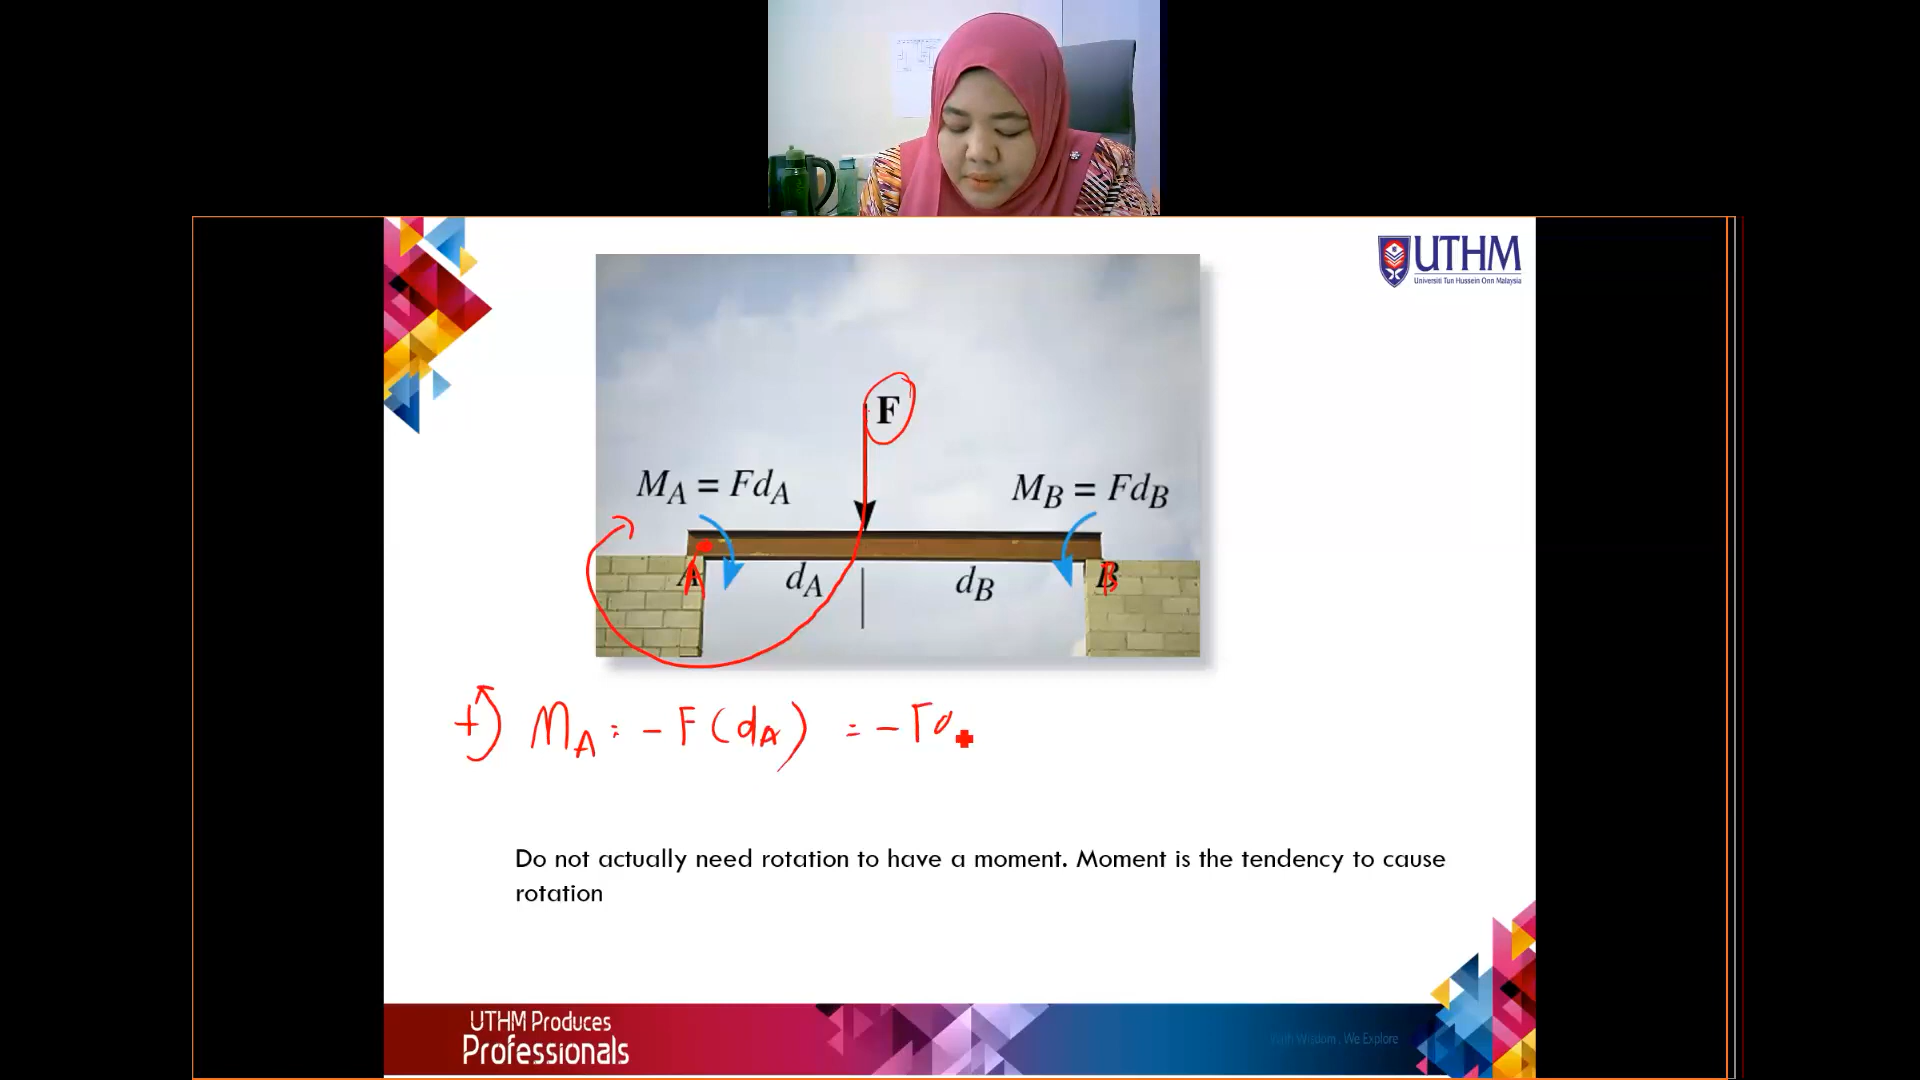 UTHM
Universiti Tun Hussein Onn Malaysia
F
M_A = Fd_A
M_B = Fd_B
A
d_A
d_B
B
+) M_A = - F (d_A) = - Fd
Do not actually need rotation to have a moment. Moment is the tendency to cause
rotation
UTHM Produces
Professionals
With Wisdom . We Explore